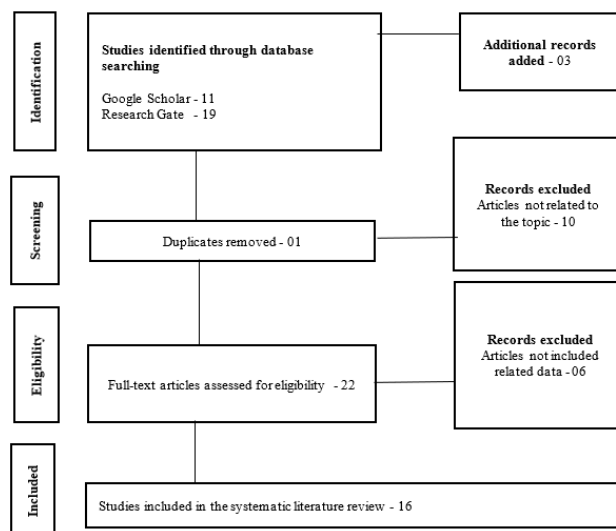 Identification
Studies identified through database
searching
Google Scholar - 11
Research Gate - 19
Additional records
added - 03
Screening
Duplicates removed - 01
Records excluded
Articles not related to
the topic - 10
Eligibility
Full-text articles assessed for eligibility - 22
Records excluded
Articles not included
related data - 06
Included
Studies included in the systematic literature review - 16